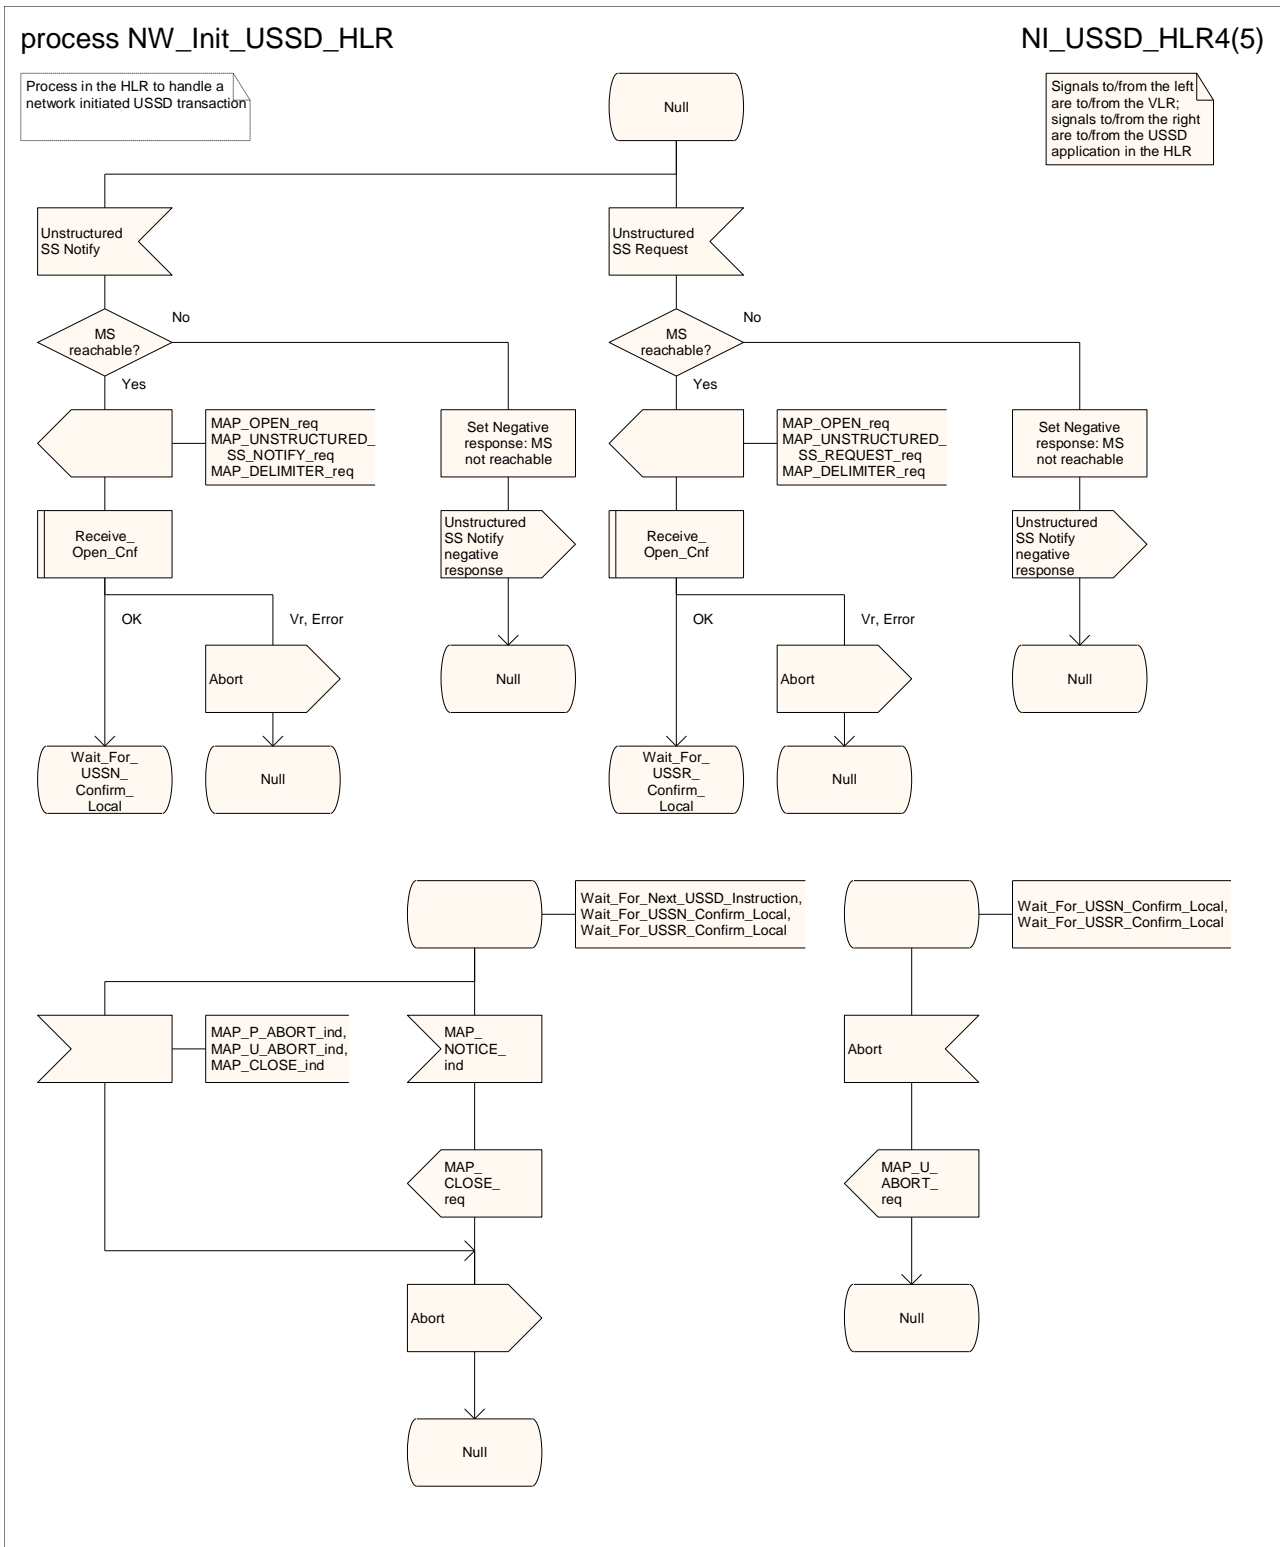 process NW_Init_USSD_HLR
NI_USSD_HLR4(5)
Process in the HLR to handle a
network initiated USSD transaction
Signals to/from the left
are to/from the VLR;
signals to/from the right
are to/from the USSD
application in the HLR
Null
Unstructured
SS Notify
Unstructured
SS Request
MS
reachable?
No
Yes
MS
reachable?
No
Yes
MAP_OPEN_req
MAP_UNSTRUCTURED_
SS_NOTIFY_req
MAP_DELIMITER_req
Set Negative
response: MS
not reachable
MAP_OPEN_req
MAP_UNSTRUCTURED_
SS_REQUEST_req
MAP_DELIMITER_req
Set Negative
response: MS
not reachable
Receive_
Open_Cnf
Unstructured
SS Notify
negative
response
Receive_
Open_Cnf
Unstructured
SS Notify
negative
response
OK
Vr, Error
OK
Vr, Error
Abort
Null
Abort
Null
Wait_For_
USSN_
Confirm_
Local
Null
Wait_For_
USSR_
Confirm_
Local
Null
Wait_For_Next_USSD_Instruction,
Wait_For_USSN_Confirm_Local,
Wait_For_USSR_Confirm_Local
Wait_For_USSN_Confirm_Local,
Wait_For_USSR_Confirm_Local
MAP_P_ABORT_ind,
MAP_U_ABORT_ind,
MAP_CLOSE_ind
MAP_
NOTICE_
ind
Abort
MAP_
CLOSE_
req
MAP_U_
ABORT_
req
Abort
Null
Null